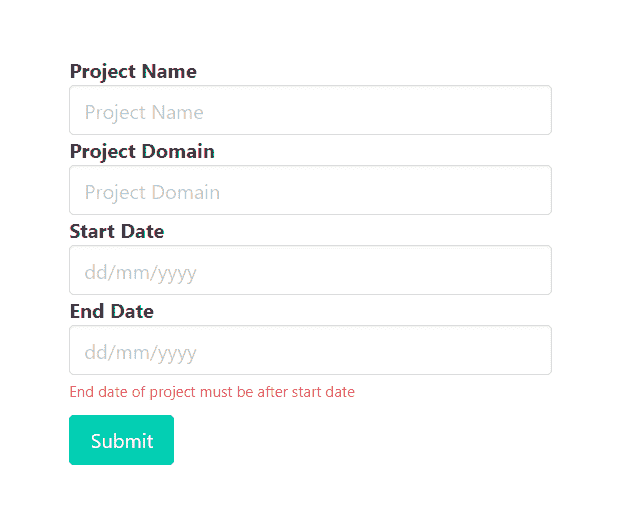 Project Name
Project Name
Project Domain
Project Domain
Start Date
dd/mm/yyyy
End Date
dd/mm/yyyy
End date of project must be after start date
Submit